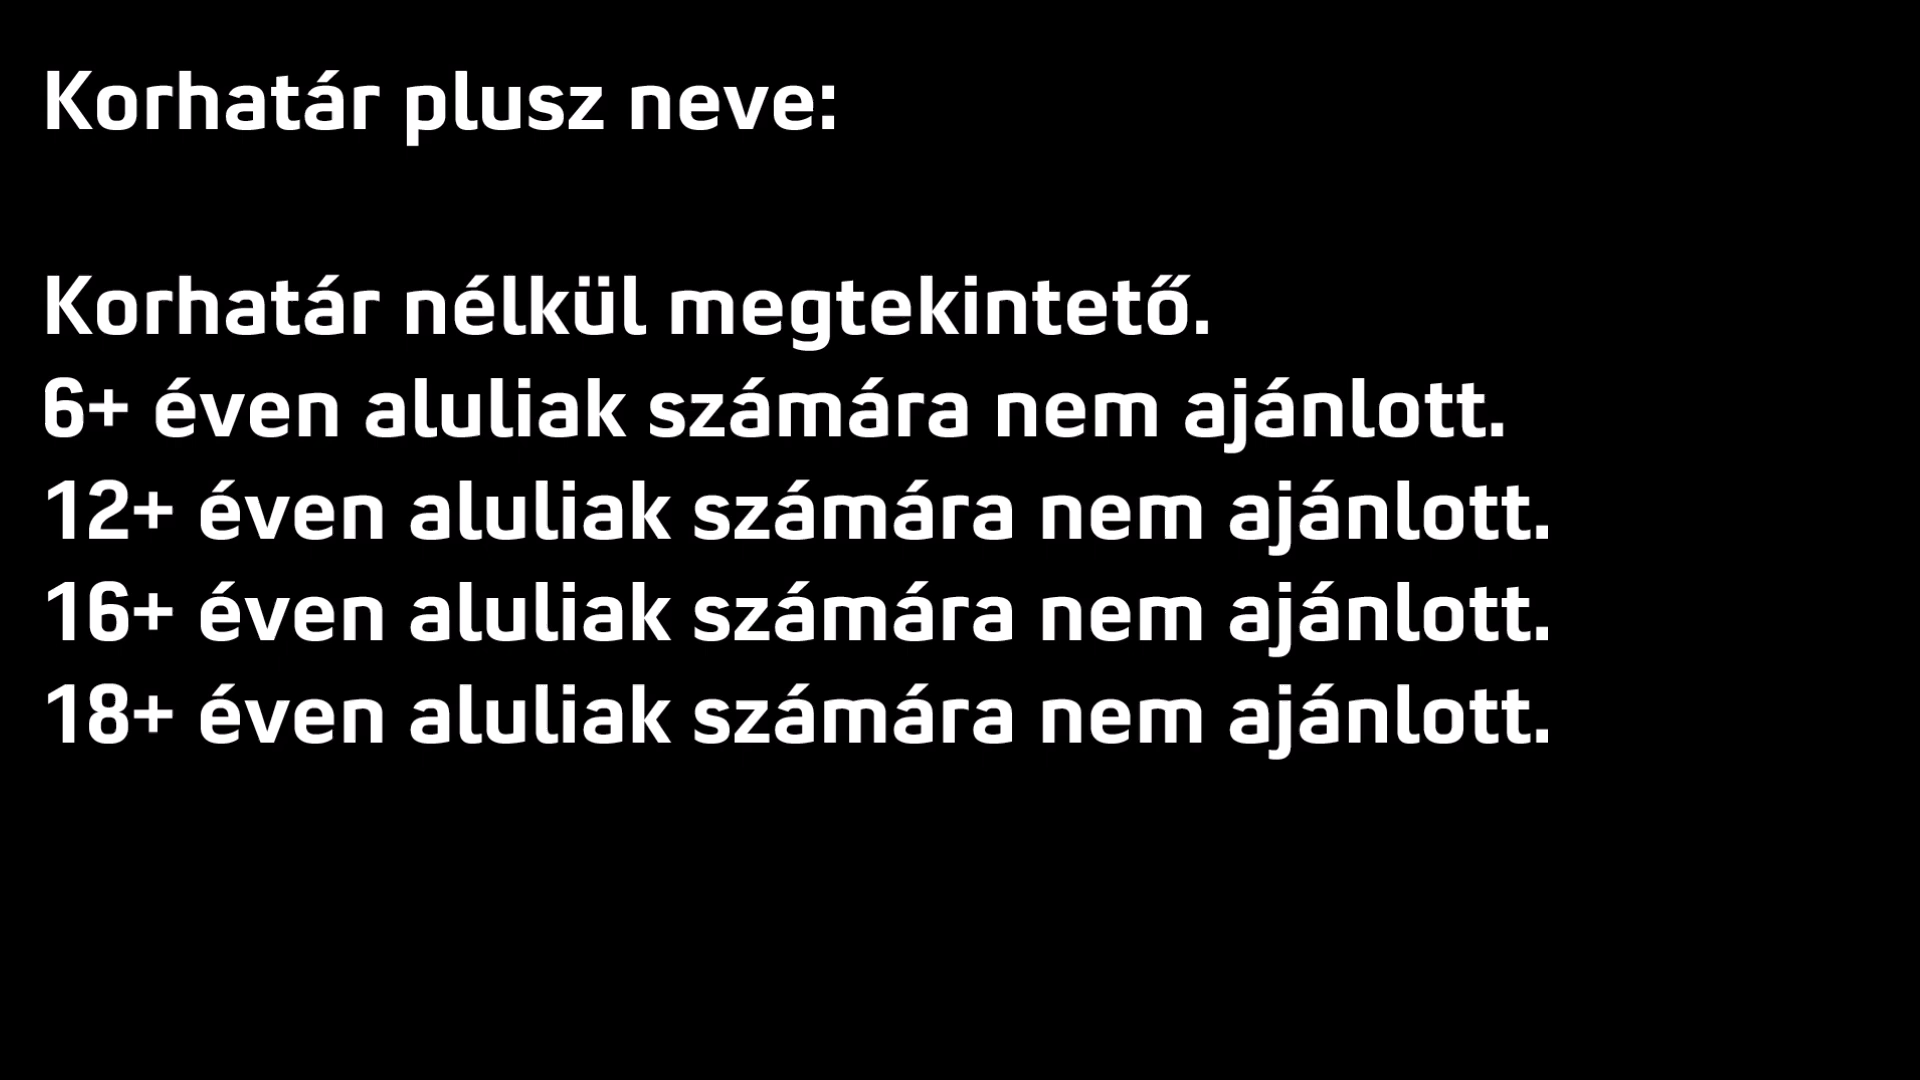 Korhatár plusz neve:
Korhatár nélkül megtekintető.
6+ éven aluliak számára nem ajánlott.
12+ éven aluliak számára nem ajánlott.
16+ éven aluliak számára nem ajánlott.
18+ éven aluliak számára nem ajánlott.